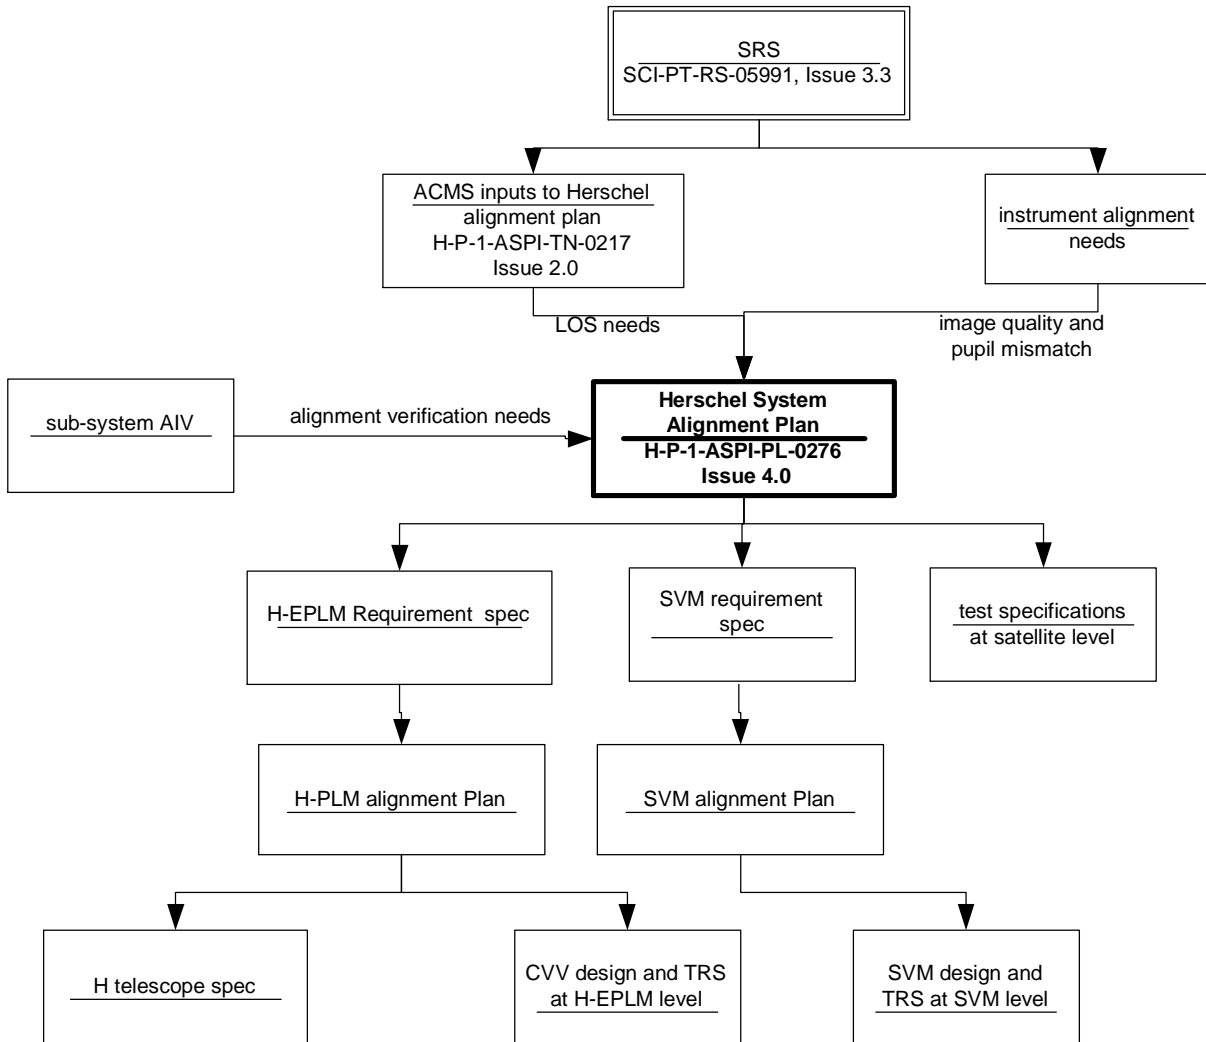 SRS
SCI-PT-RS-05991, Issue 3.3
ACMS inputs to Herschel
alignment plan
H-P-1-ASPI-TN-0217
Issue 2.0
instrument alignment
needs
LOS needs
image quality and
pupil mismatch
sub-system AIV
alignment verification needs
Herschel System
Alignment Plan
H-P-1-ASPI-PL-0276
Issue 4.0
H-EPLM Requirement  spec
SVM requirement
spec
test specifications
at satellite level
H-PLM alignment Plan
SVM alignment Plan
H telescope spec
CVV design and TRS
at H-EPLM level
SVM design and
TRS at SVM level